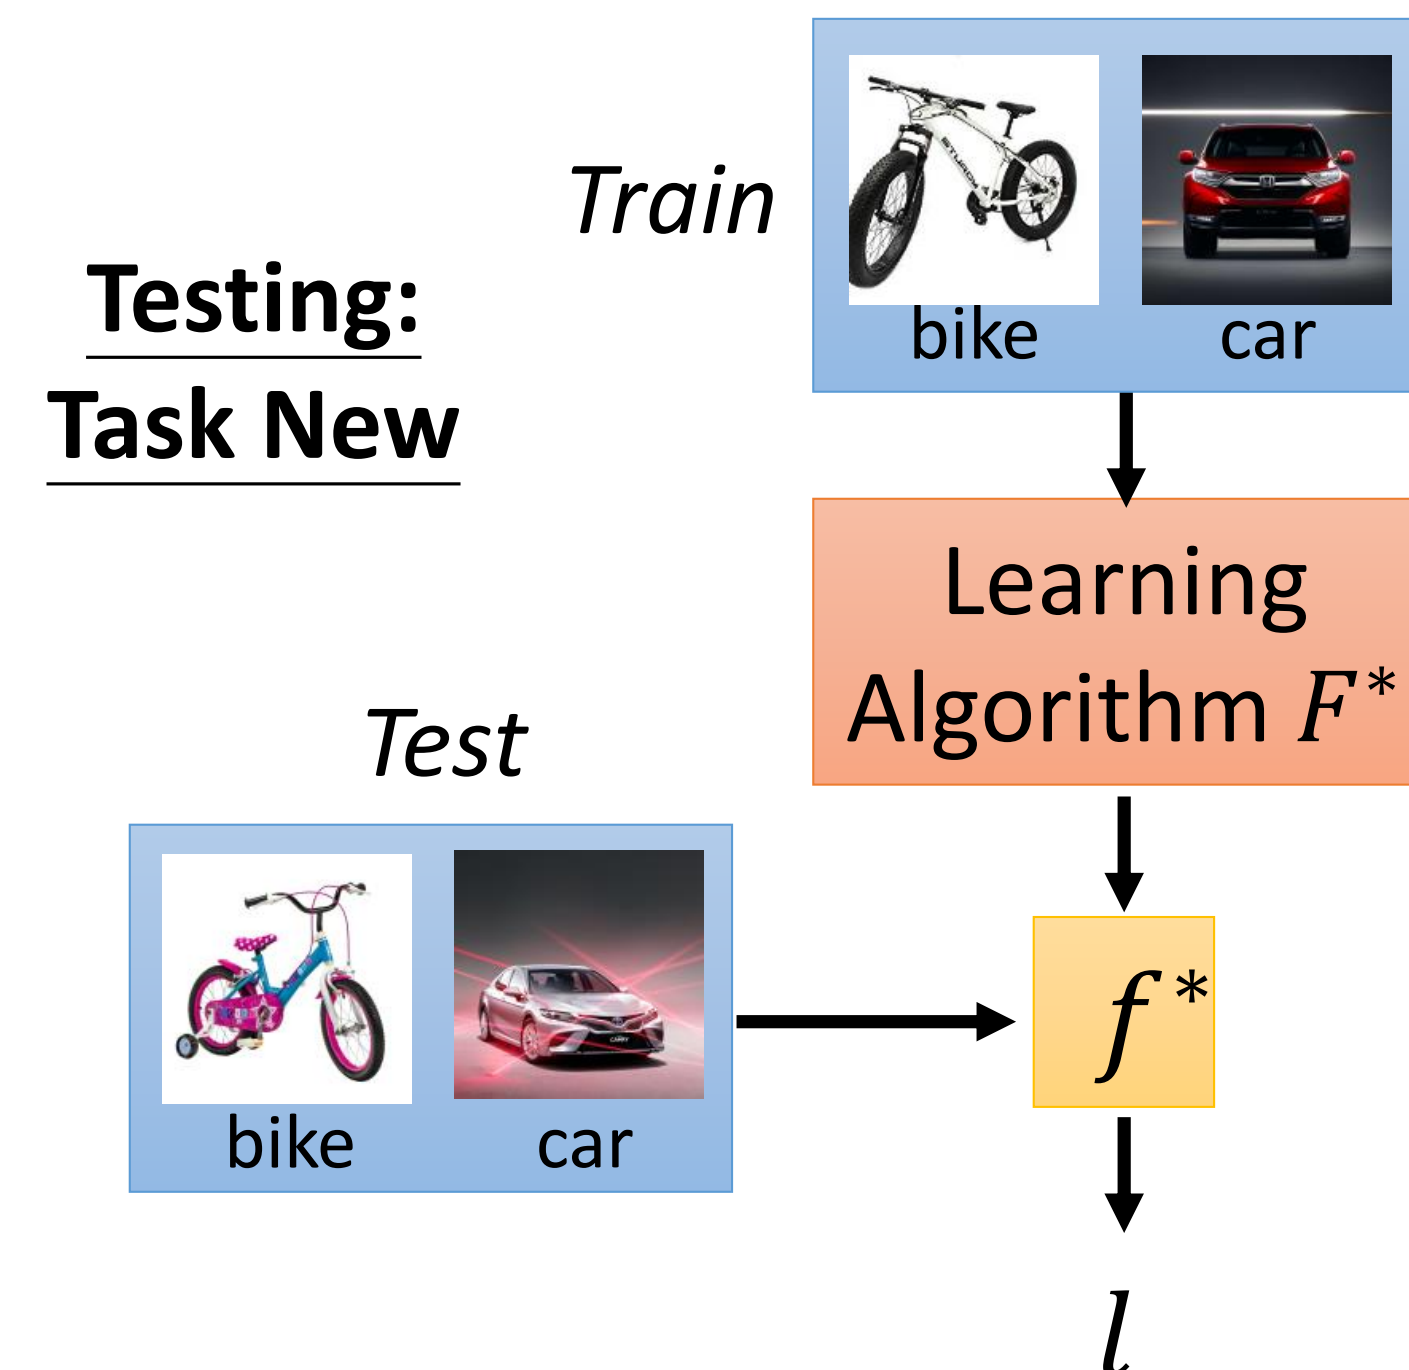 Train
bike car
Testing:
Task New
Learning
Algorithm F*
Test
f*
bike car
l